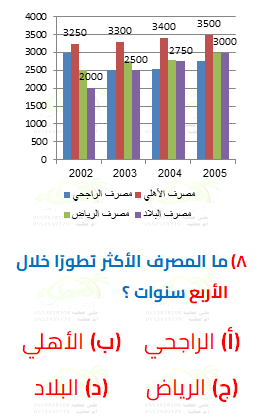 4000
3500
3000
2500
2000
1500
1000
500
0
3250 3300 3400 3500
2000 2500 2750 3000
2002 2003 2004 2005
مصرف الراجحي مصرف الأهلي
مصرف الرياض مصرف البلاد
٨) ما المصرف الأكثر تطورًا خلال
الأربع سنوات ؟
(أ) الراجحي (ب) الأهلي
(ج) الرياض (د) البلاد